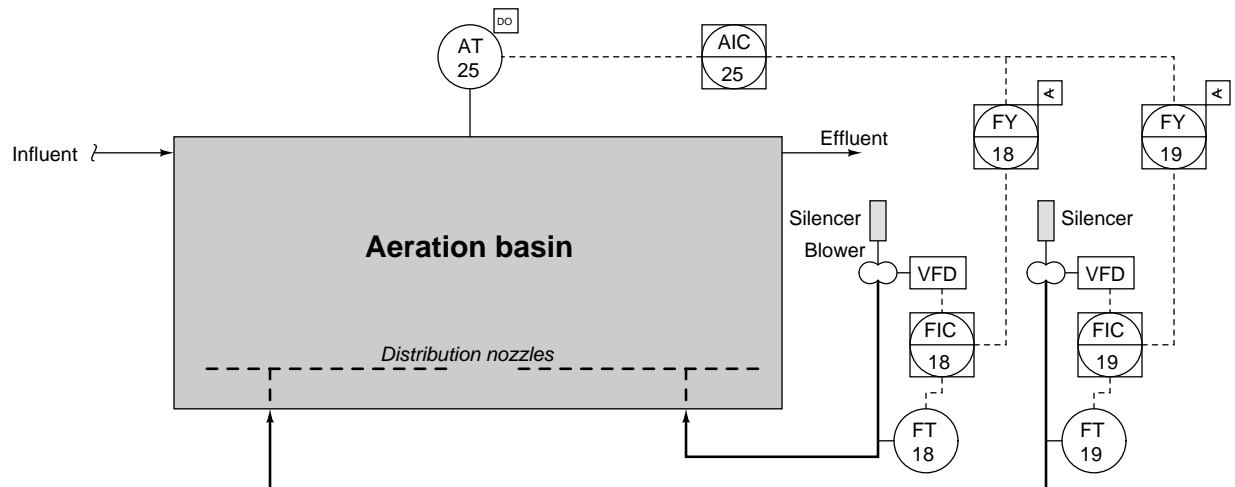 DO
AT
25
AIC
25
FY
18
FY
19
Influent
Effluent
Silencer
Blower
Silencer
VFD
VFD
Aeration basin
FIC
18
FIC
19
Distribution nozzles
FT
18
FT
19